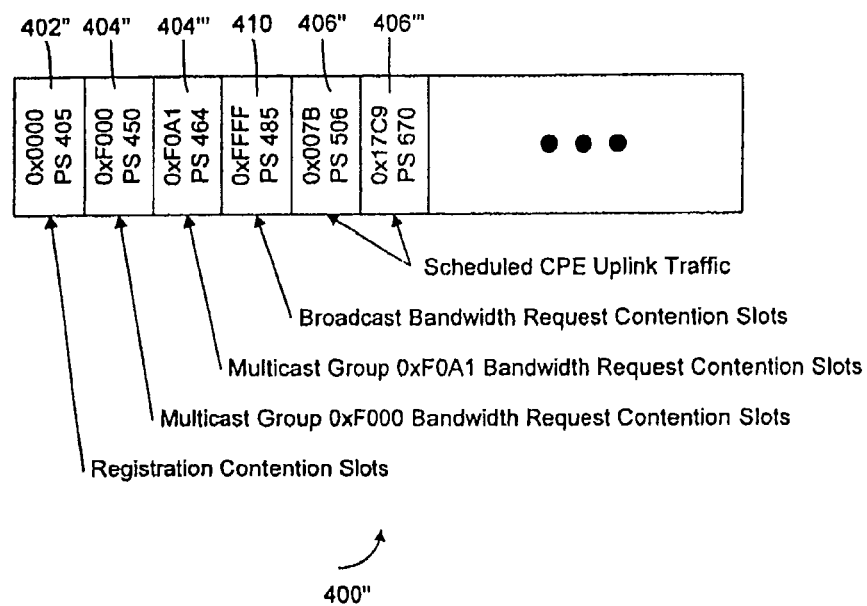 402" 404" 404'" 410 406" 406'"
0x0000
PS 405
0xF000
PS 450
0xF0A1
PS 464
0xFFFF
PS 485
0x007B
PS 506
0x17C9
PS 670
Scheduled CPE Uplink Traffic
Broadcast Bandwidth Request Contention Slots
Multicast Group 0xF0A1 Bandwidth Request Contention Slots
Multicast Group 0xF000 Bandwidth Request Contention Slots
Registration Contention Slots
400"